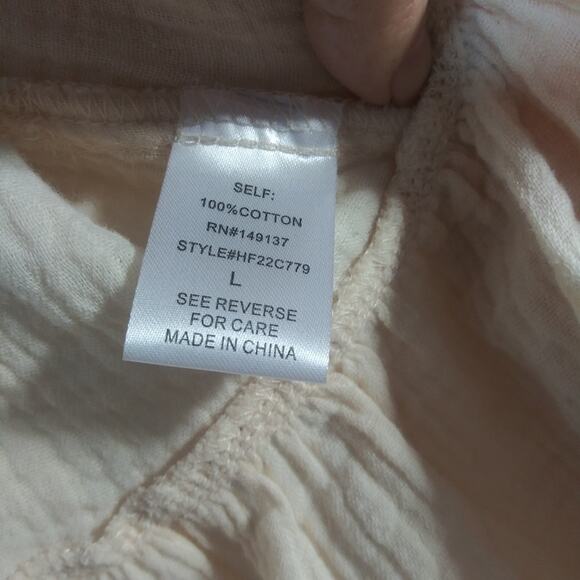 SELF:
100%COTTON
RN#149137
STYLE#HF22C779
L
SEE REVERSE
FOR CARE
MADE IN CHINA